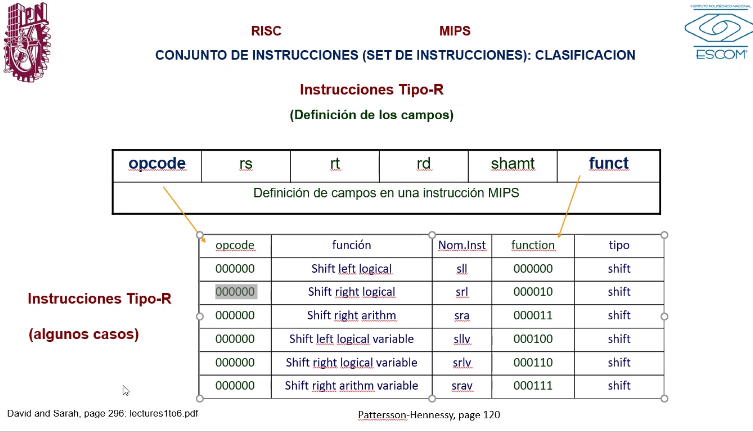 INSTITUTO POLITÉCNICO NACIONAL
IPN
ESCOM
RISC MIPS
CONJUNTO DE INSTRUCCIONES (SET DE INSTRUCCIONES): CLASIFICACION
Instrucciones Tipo-R
(Definición de los campos)
opcode rs rt rd shamt funct
Definición de campos en una instrucción MIPS
opcode función Nom.Inst function tipo
000000 Shift left logical sll 000000 shift
000000 Shift right logical srl 000010 shift
000000 Shift right arithm sra 000011 shift
000000 Shift left logical variable sllv 000100 shift
000000 Shift right logical variable srlv 000110 shift
000000 Shift right arithm variable srav 000111 shift
Instrucciones Tipo-R
(algunos casos)
David and Sarah, page 296; lectures1to6.pdf
Pattersson-Hennessy, page 120